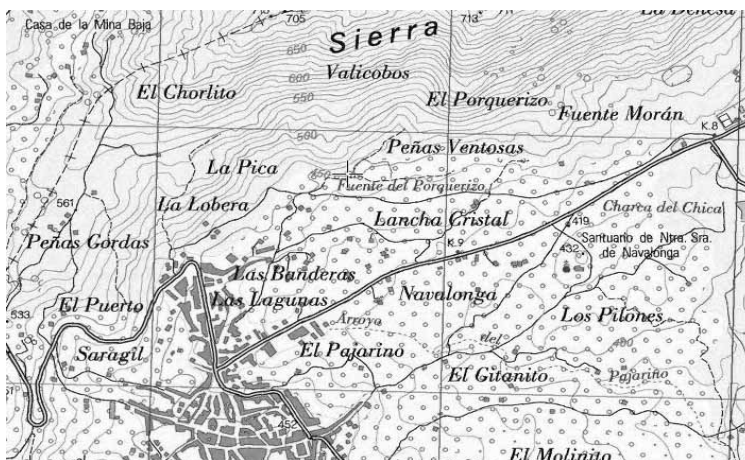 705
713
La Dehesa
Casa de la Mina Baja
Sierra
650
600
Valicobos
550
El Chorlito
El Porquerizo
Fuente Morán
500
K.8
Peñas Ventosas
La Pica
450
Fuente del Porquerizo
561
La Lobera
Charca del Chica
Lancha Cristal
419
Peñas Gordas
K.9
432
Santuario de Ntra. Sra.
de Navalonga
Las Banderas
El Puerto
Las Lagunas
Navalonga
533
Arroyo
Los Pilones
Saragil
El Pajarino
del
400
El Gitanito
Pajariño
452
El Molinito